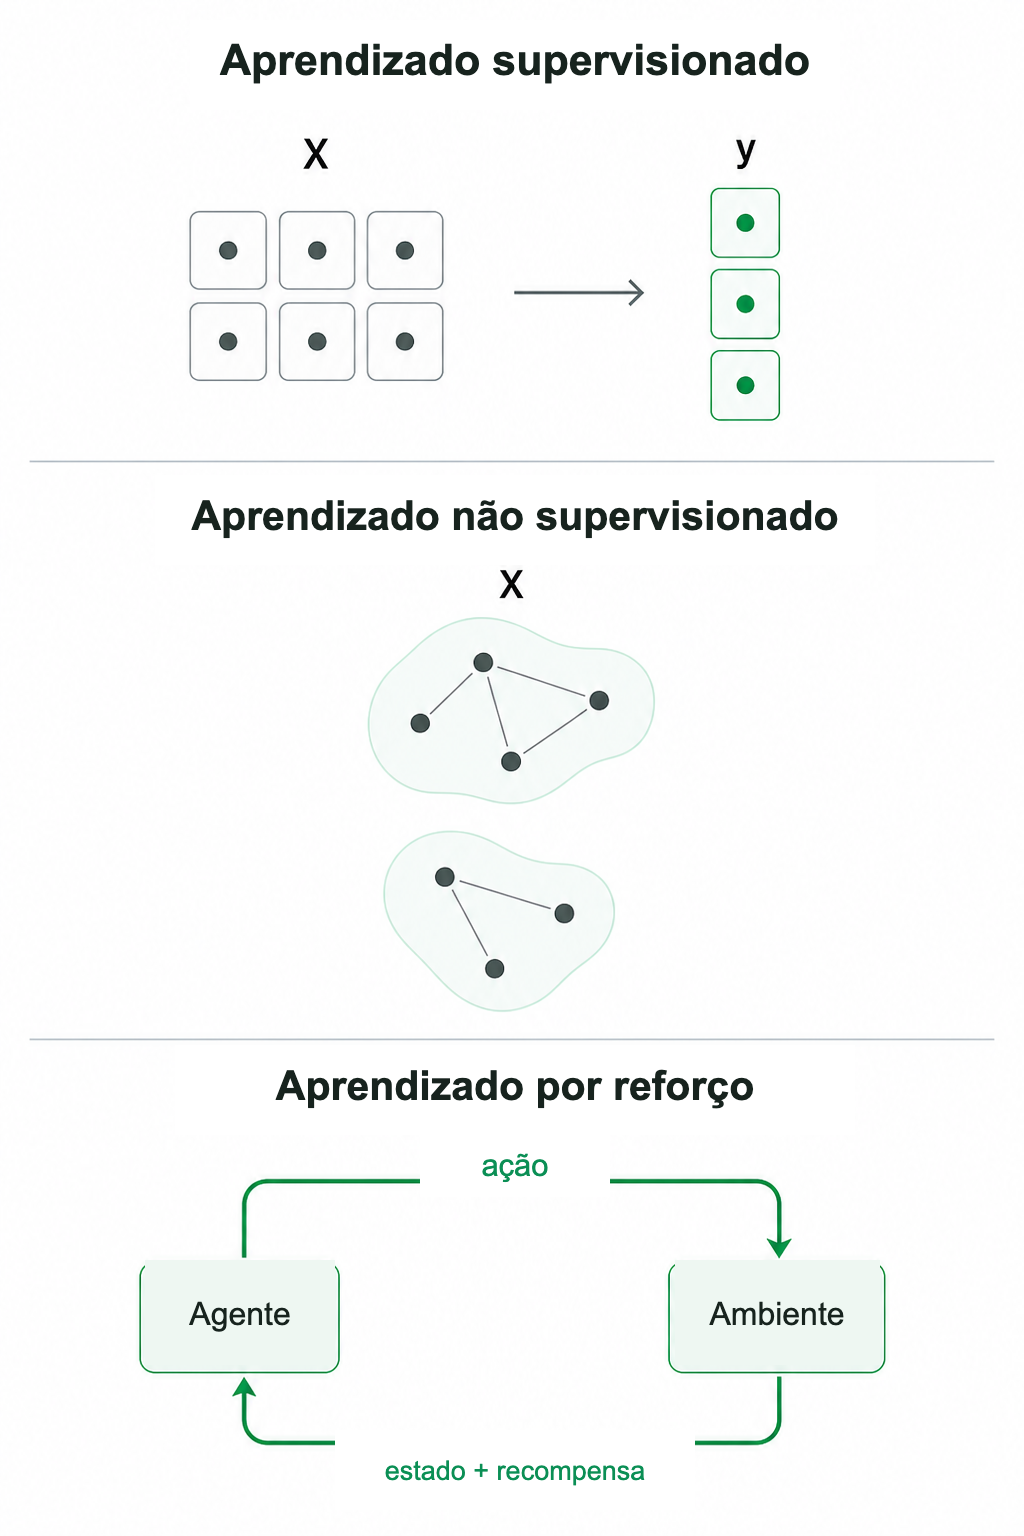 Aprendizado supervisionado
X
y
Aprendizado não supervisionado
X
Aprendizado por reforço
ação
Agente
Ambiente
estado + recompensa